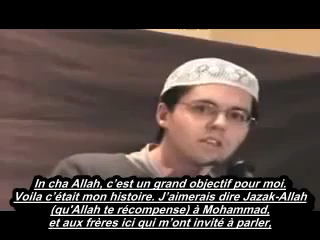 In cha Allah, c'est un grand objectif pour moi.
Voila c'était mon histoire. J'aimerais dire Jazak-Allah
(qu'Allah te récompense) à Mohammad,
et aux frères ici qui m'ont invité à parler.